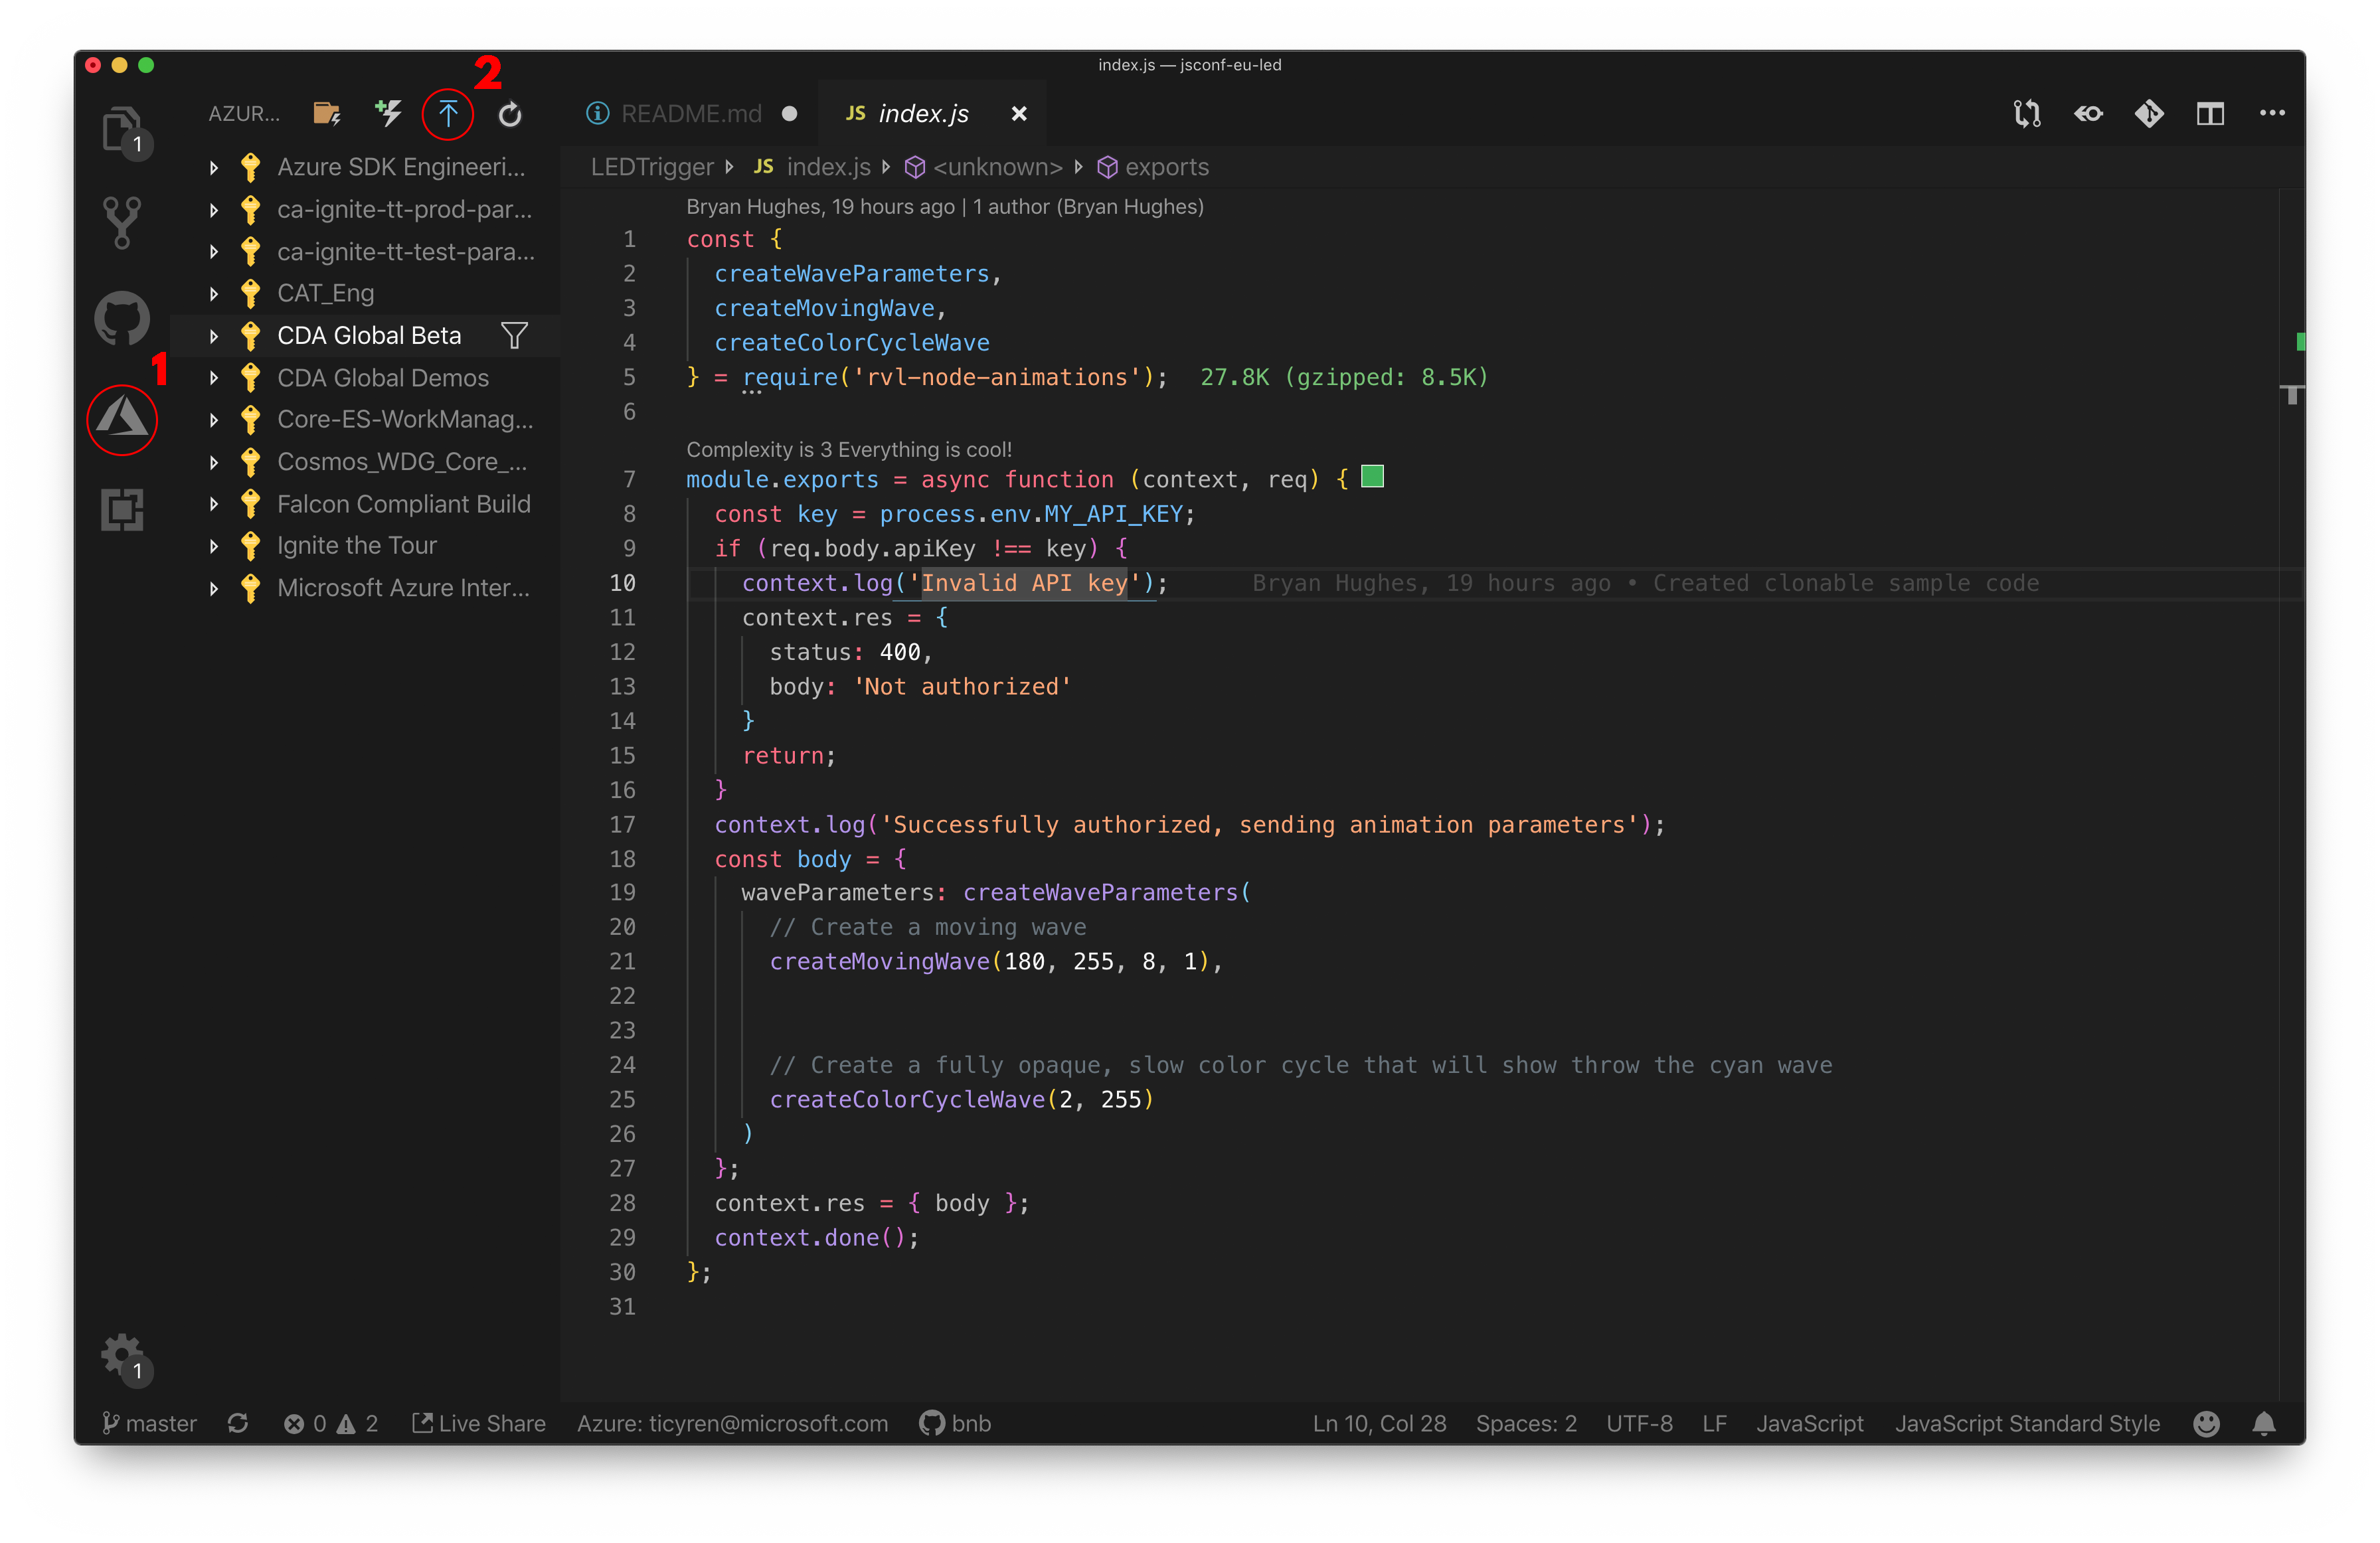 index.js — jsconf-eu-led
2
AZUR...
README.md
JS index.js
1
Azure SDK Engineeri...
ca-ignite-tt-prod-par...
ca-ignite-tt-test-para...
CAT_Eng
CDA Global Beta
CDA Global Demos
Core-ES-WorkManag...
Cosmos_WDG_Core_...
Falcon Compliant Build
Ignite the Tour
Microsoft Azure Inter...
1
1
LEDTrigger JS index.js <unknown> exports
Bryan Hughes, 19 hours ago | 1 author (Bryan Hughes)
1 const {
2 createWaveParameters,
3 createMovingWave,
4 createColorCycleWave
5 } = require('rvl-node-animations'); 27.8K (gzipped: 8.5K)
6
Complexity is 3 Everything is cool!
7 module.exports = async function (context, req) {
8 const key = process.env.MY_API_KEY;
9 if (req.body.apiKey !== key) {
10 context.log('Invalid API key'); Bryan Hughes, 19 hours ago • Created clonable sample code
11 context.res = {
12 status: 400,
13 body: 'Not authorized'
14 }
15 return;
16 }
17 context.log('Successfully authorized, sending animation parameters');
18 const body = {
19 waveParameters: createWaveParameters(
20 // Create a moving wave
21 createMovingWave(180, 255, 8, 1),
22
23
24 // Create a fully opaque, slow color cycle that will show throw the cyan wave
25 createColorCycleWave(2, 255)
26 )
27 };
28 context.res = { body };
29 context.done();
30 };
31
master 0 2 Live Share Azure: ticyren@microsoft.com bnb Ln 10, Col 28 Spaces: 2 UTF-8 LF JavaScript JavaScript Standard Style